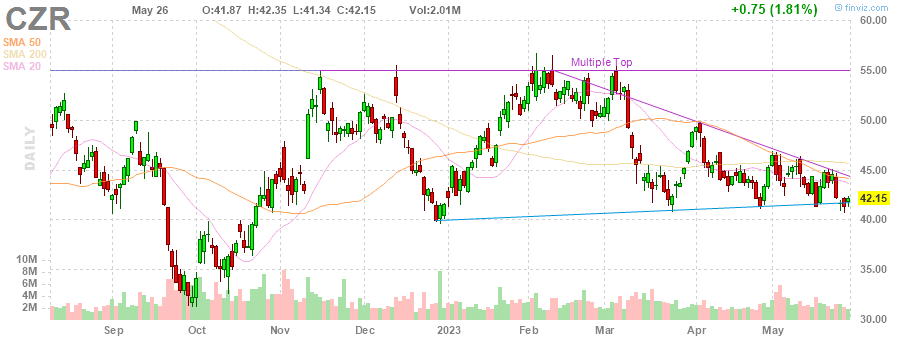 CZR May 26 O:41.87 H:42.35 L:41.34 C:42.15 Vol:2.01M +0.75 (1.81%) finviz.com
SMA 50
SMA 200
SMA 20
DAILY
Multiple Top
60.00
55.00
50.00
45.00
42.15
40.00
35.00
30.00
10M
8M
6M
4M
2M
Sep Oct Nov Dec 2023 Feb Mar Apr May